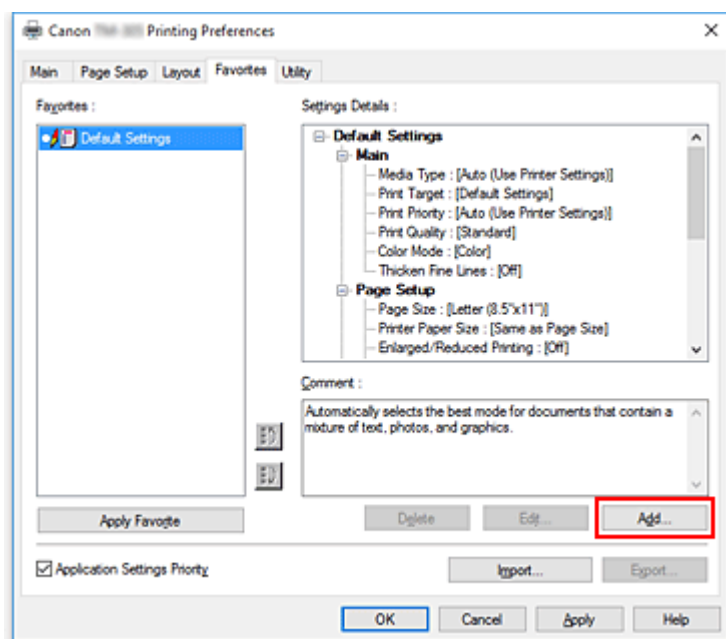 Canon Printing Preferences
Main Page Setup Layout Favorites Utility
Favorites :
Default Settings
Settings Details :
Default Settings
Main
Media Type : [Auto (Use Printer Settings)]
Print Target : [Default Settings]
Print Priority : [Auto (Use Printer Settings)]
Print Quality : [Standard]
Color Mode : [Color]
Thicken Fine Lines : [Off]
Page Setup
Page Size : [Letter (8.5"x11")]
Printer Paper Size : [Same as Page Size]
Enlarged/Reduced Printing : [Off]
Comment :
Automatically selects the best mode for documents that contain a
mixture of text, photos, and graphics.
Apply Favorite
Delete Edit... Add...
Application Settings Priority
Import... Export...
OK Cancel Apply Help